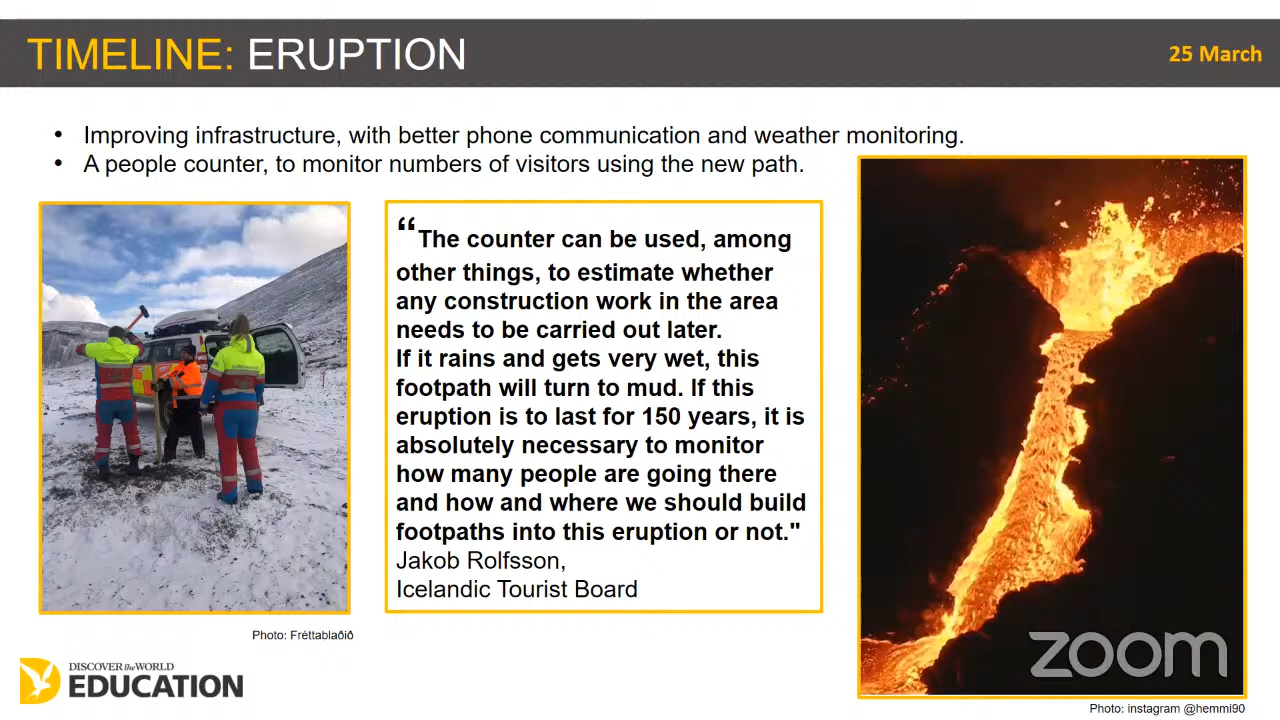 TIMELINE: ERUPTION
25 March
• Improving infrastructure, with better phone communication and weather monitoring.
• A people counter, to monitor numbers of visitors using the new path.
“The counter can be used, among
other things, to estimate whether
any construction work in the area
needs to be carried out later.
If it rains and gets very wet, this
footpath will turn to mud. If this
eruption is to last for 150 years, it is
absolutely necessary to monitor
how many people are going there
and how and where we should build
footpaths into this eruption or not."
Jakob Rolfsson,
Icelandic Tourist Board
Photo: Fréttablaðið
DISCOVER the WORLD
EDUCATION
zoom
Photo: instagram @hemmi90